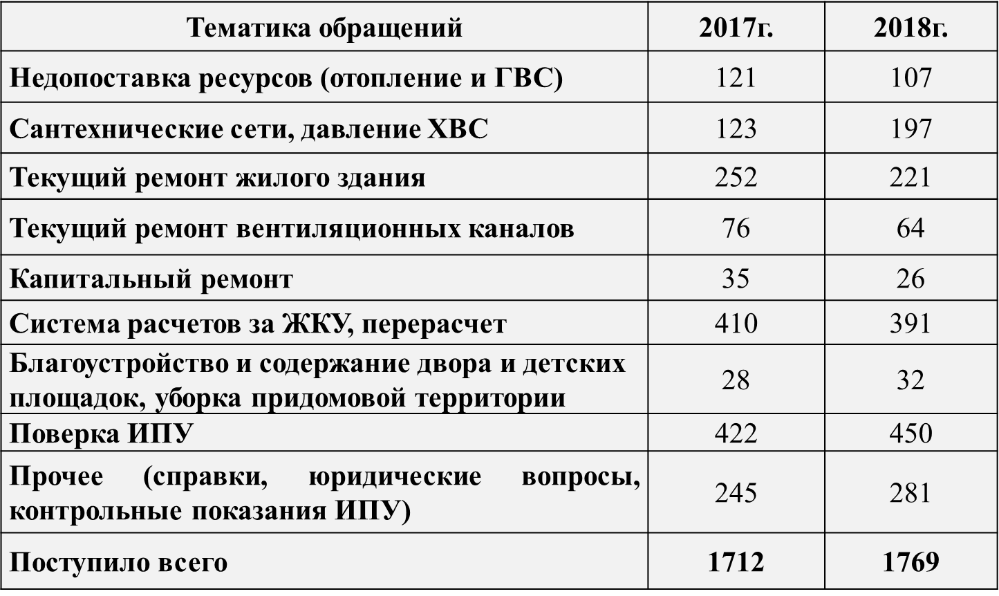 Тематика обращений 2017г. 2018г.
Недопоставка ресурсов (отопление и ГВС) 121 107
Сантехнические сети, давление ХВС 123 197
Текущий ремонт жилого здания 252 221
Текущий ремонт вентиляционных каналов 76 64
Капитальный ремонт 35 26
Система расчетов за ЖКУ, перерасчет 410 391
Благоустройство и содержание двора и детских
площадок, уборка придомовой территории 28 32
Поверка ИПУ 422 450
Прочее (справки, юридические вопросы,
контрольные показания ИПУ) 245 281
Поступило всего 1712 1769